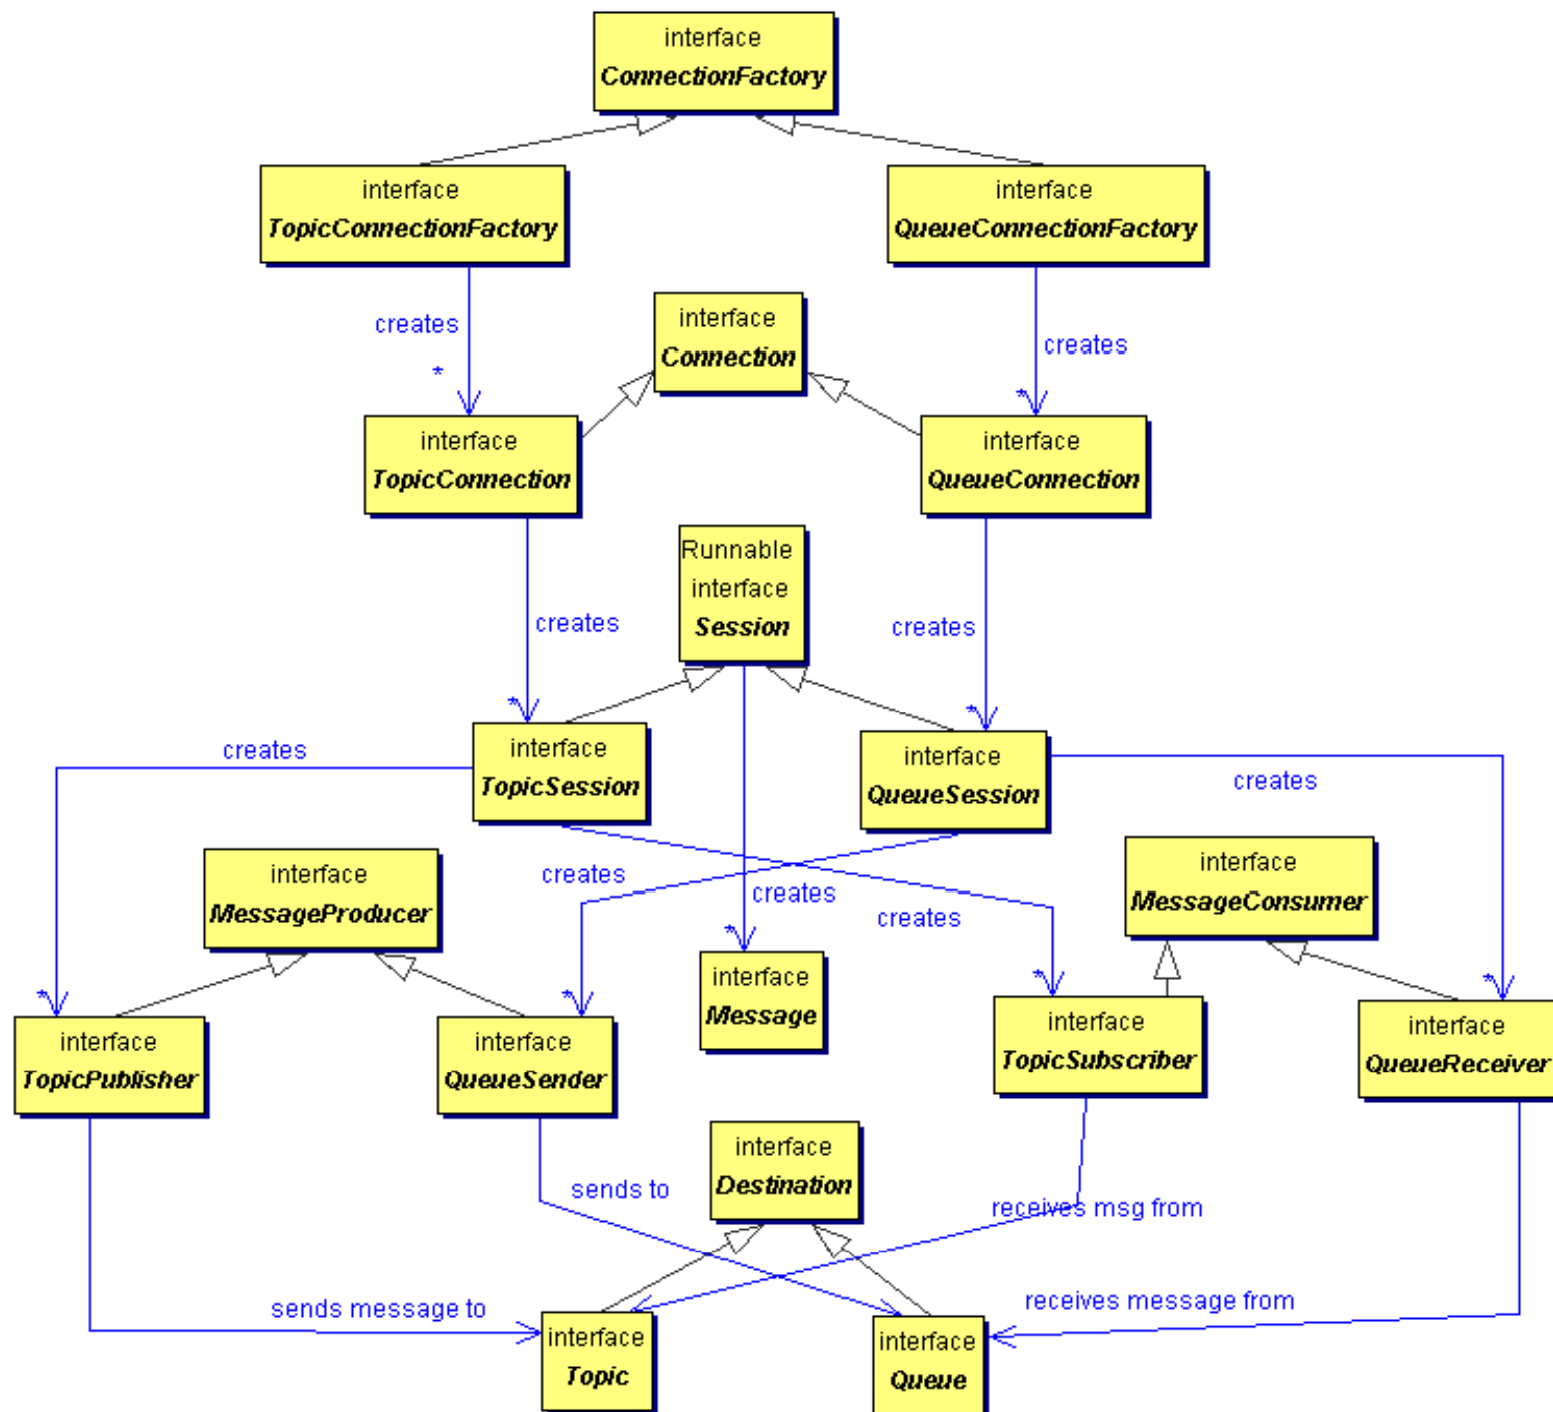 interface
ConnectionFactory
interface
TopicConnectionFactory
interface
QueueConnectionFactory
creates
*
interface
Connection
creates
*
interface
TopicConnection
interface
QueueConnection
Runnable
interface
Session
creates
*
creates
*
interface
TopicSession
interface
QueueSession
creates
*
creates
*
interface
MessageProducer
creates
*
creates
*
creates
*
interface
MessageConsumer
interface
Message
interface
TopicPublisher
interface
QueueSender
interface
TopicSubscriber
interface
QueueReceiver
interface
Destination
sends to
receives msg from
sends message to
receives message from
interface
Topic
interface
Queue